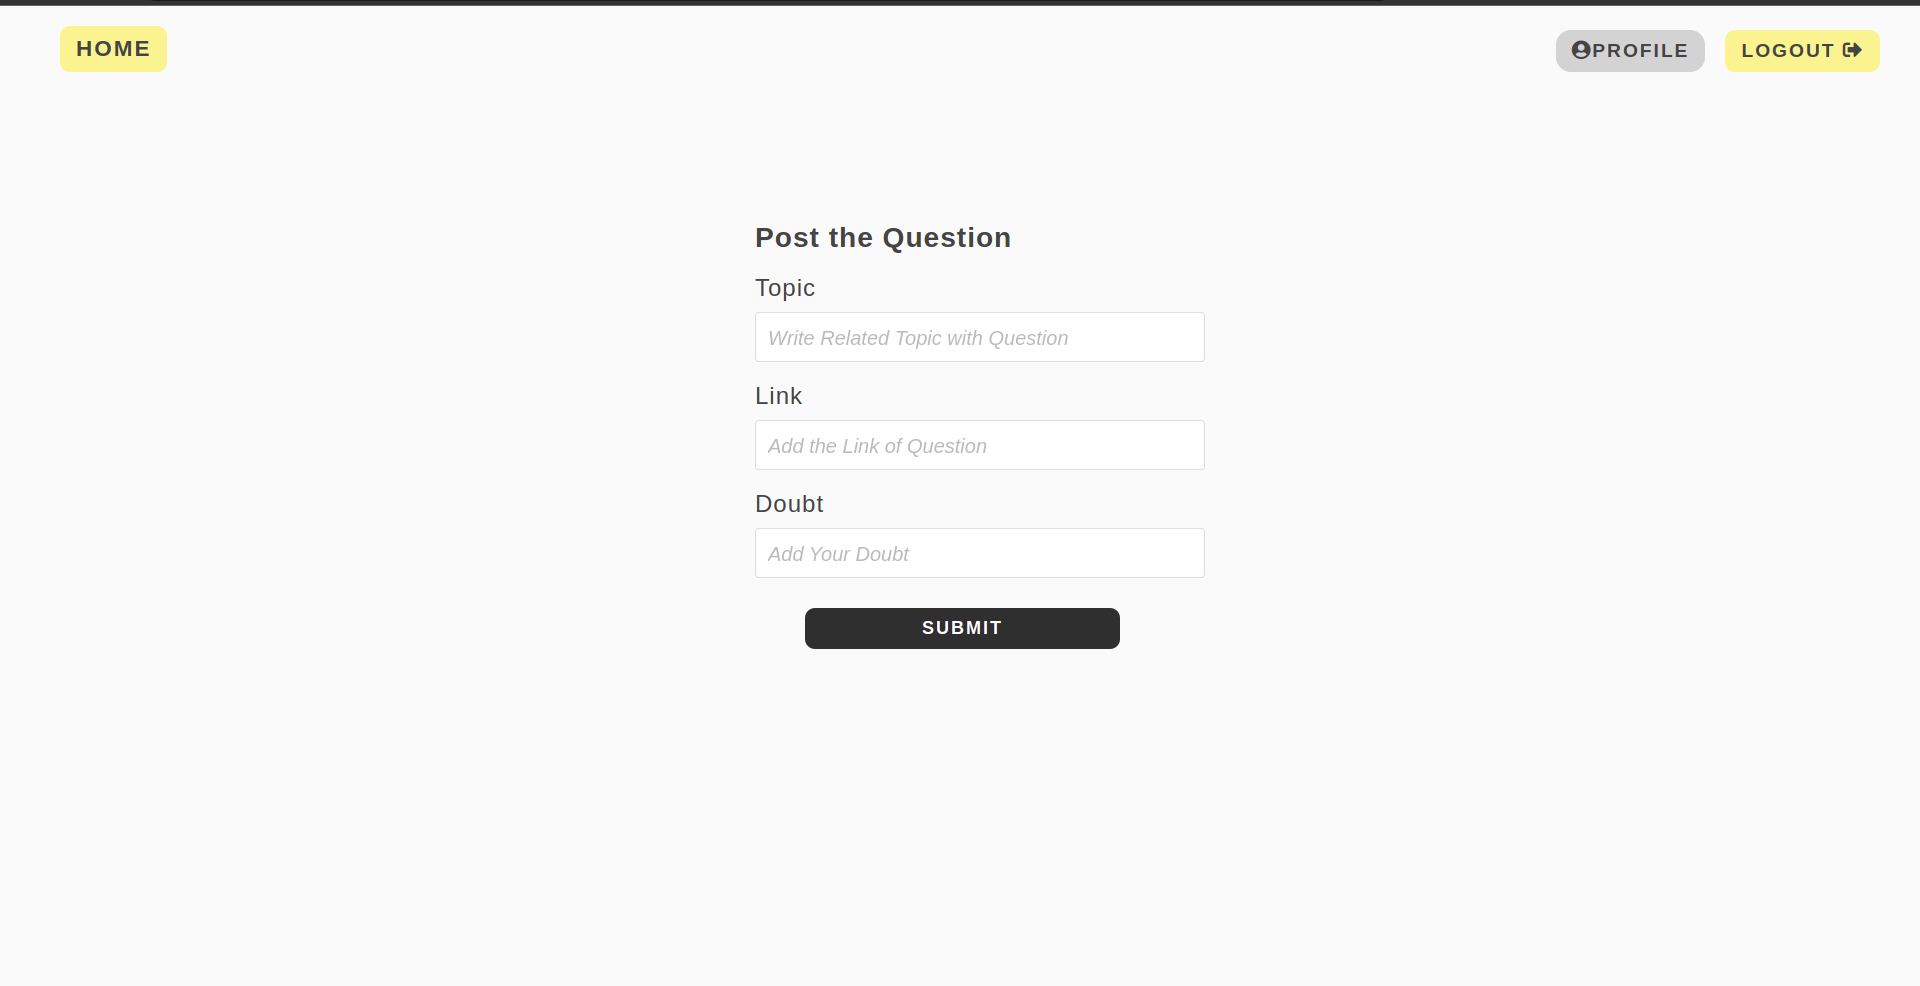 HOME
PROFILE
LOGOUT
Post the Question
Topic
Write Related Topic with Question
Link
Add the Link of Question
Doubt
Add Your Doubt
SUBMIT